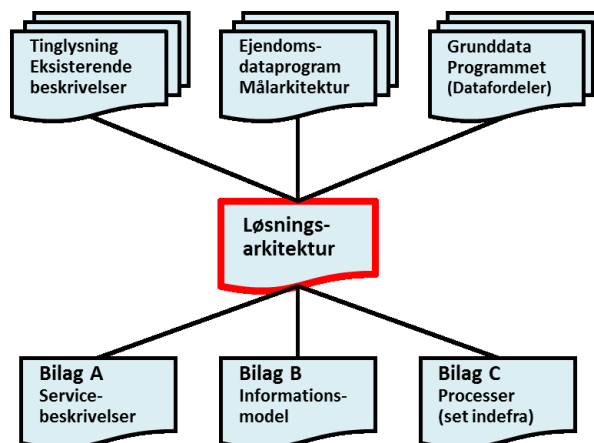 Tinglysning
Eksisterende
beskrivelser
Ejendoms-
dataprogram
Målarkitektur
Grunddata
Programmet
(Datafordeler)
Løsnings-
arkitektur
Bilag A
Service-
beskrivelser
Bilag B
Informations-
model
Bilag C
Processer
(set indefra)